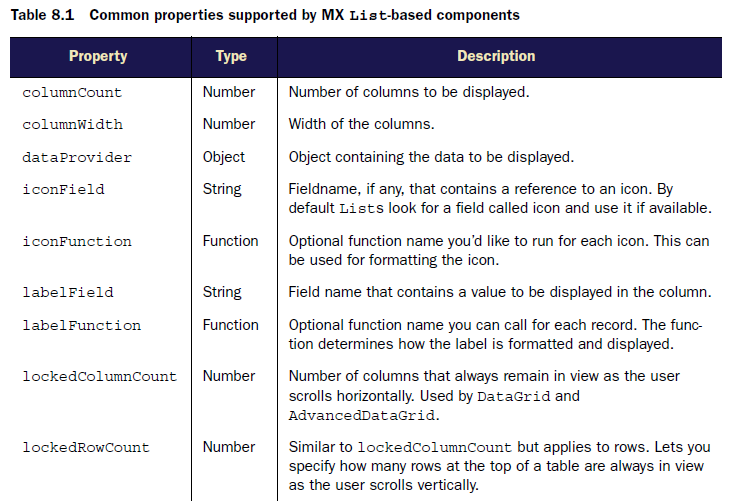 Table 8.1 Common properties supported by MX List-based components
Property Type Description
columnCount Number Number of columns to be displayed.
columnWidth Number Width of the columns.
dataProvider Object Object containing the data to be displayed.
iconField String Fieldname, if any, that contains a reference to an icon. By
default Lists look for a field called icon and use it if available.
iconFunction Function Optional function name you'd like to run for each icon. This can
be used for formatting the icon.
labelField String Field name that contains a value to be displayed in the column.
labelFunction Function Optional function name you can call for each record. The func-
tion determines how the label is formatted and displayed.
lockedColumnCount Number Number of columns that always remain in view as the user
scrolls horizontally. Used by DataGrid and
AdvancedDataGrid.
lockedRowCount Number Similar to lockedColumnCount but applies to rows. Lets you
specify how many rows at the top of a table are always in view
as the user scrolls vertically.